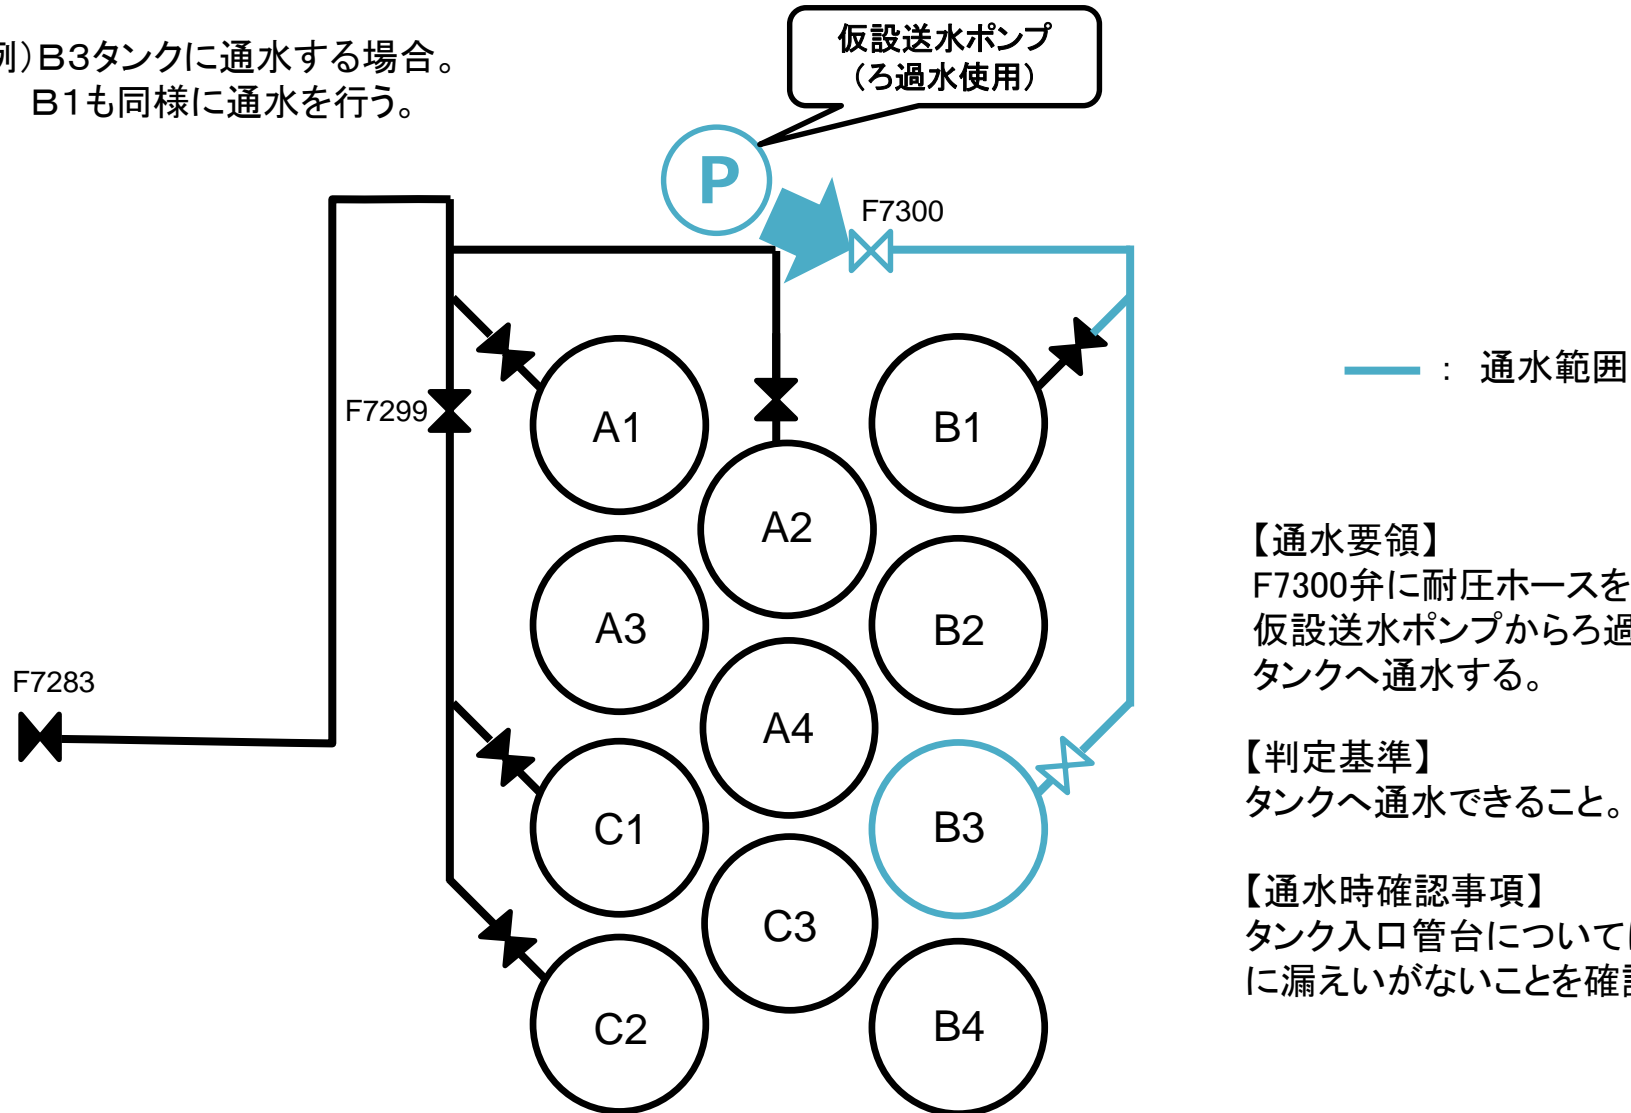 例）Ｂ3タンクに通水する場合。
Ｂ1も同様に通水を行う。
仮設送水ポンプ
（ろ過水使用）
P
F7300
F7299
F7283
A1
A2
A3
A4
B1
B2
B3
B4
C1
C2
C3
： 通水範囲
【通水要領】
F7300弁に耐圧ホースを
仮設送水ポンプからろ過
タンクへ通水する。
【判定基準】
タンクへ通水できること。
【通水時確認事項】
タンク入口管台について
に漏えいがないことを確